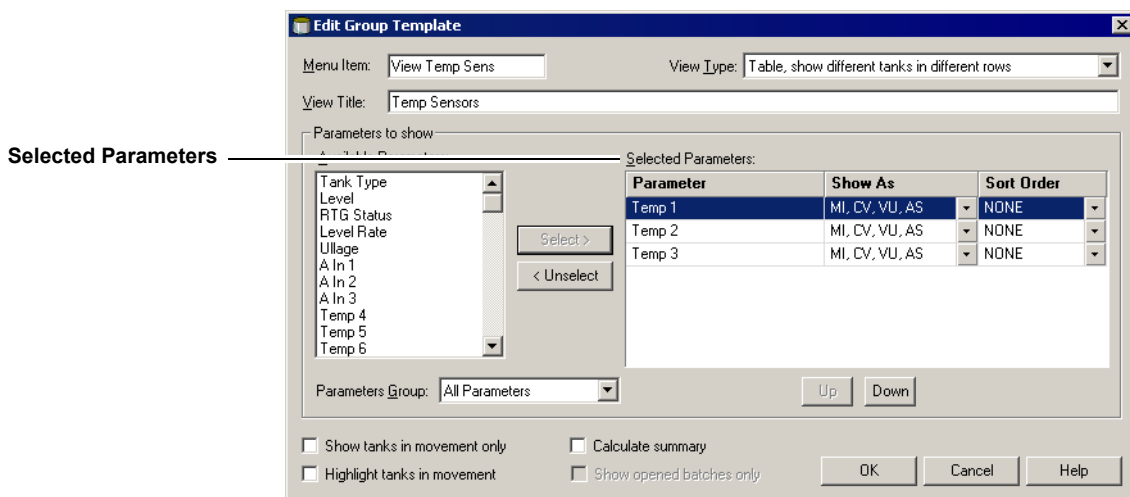 Edit Group Template
Menu Item: View Temp Sens View Type: Table, show different tanks in different rows
View Title: Temp Sensors
Parameters to show
Selected Parameters
Selected Parameters:
Tank Type
Level
RTG Status
Level Rate
Ullage
A In 1
A In 2
A In 3
Temp 4
Temp 5
Temp 6
Select >
< Unselect
Parameter Show As Sort Order
Temp 1 MI, CV, VU, AS NONE
Temp 2 MI, CV, VU, AS NONE
Temp 3 MI, CV, VU, AS NONE
Parameters Group: All Parameters
Up Down
Show tanks in movement only Calculate summary
Highlight tanks in movement Show opened batches only
OK Cancel Help